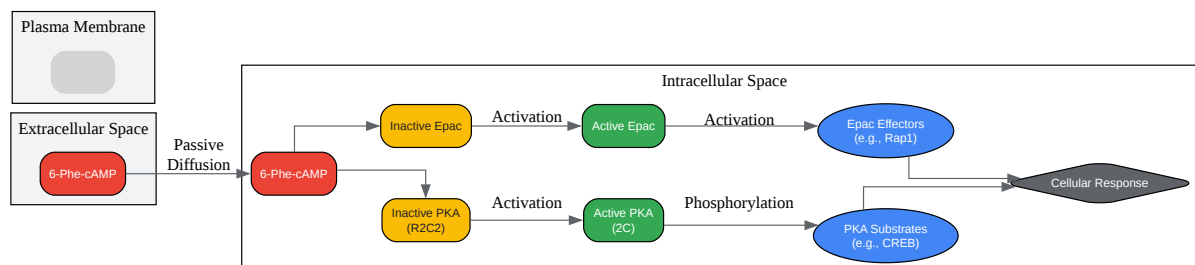 Plasma Membrane
Extracellular Space
6-Phe-cAMP
Passive
Diffusion
Intracellular Space
6-Phe-cAMP
Inactive Epac
Activation
Active Epac
Activation
Epac Effectors
(e.g., Rap1)
Inactive PKA
(R2C2)
Activation
Active PKA
(2C)
Phosphorylation
PKA Substrates
(e.g., CREB)
Cellular Response